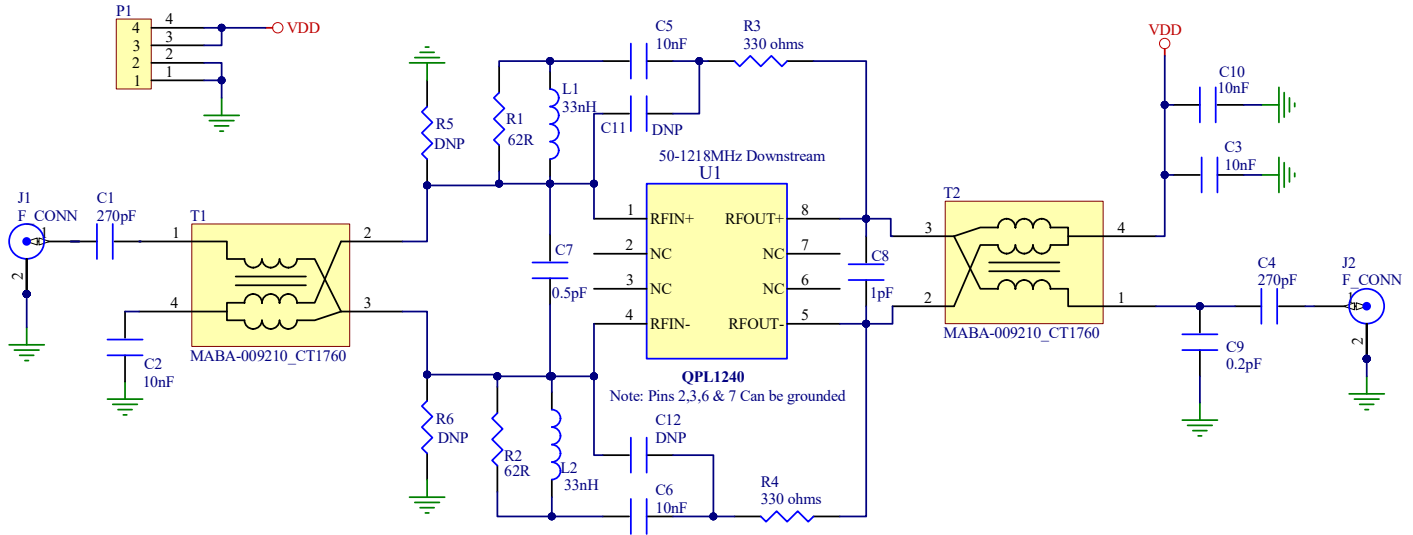 P1
4
3
2
1
4
3
2
1
VDD
J1
F_CONN
1
2
C1
270pF
C2
10nF
T1
1
4
2
3
MABA-009210_CT1760
R5
DNP
R6
DNP
R1
62R
L1
33nH
R2
62R
L2
33nH
C5
10nF
C11
DNP
R3
330 ohms
C7
0.5pF
50-1218MHz Downstream
U1
1
RFIN+
2
NC
3
NC
4
RFIN-
RFOUT+
8
NC
7
NC
6
RFOUT-
5
QPL1240
Note: Pins 2,3,6 & 7 Can be grounded
C12
DNP
C6
10nF
R4
330 ohms
C8
1pF
T2
3
2
4
1
MABA-009210_CT1760
VDD
C10
10nF
C3
10nF
C9
0.2pF
C4
270pF
J2
F_CONN
1
2